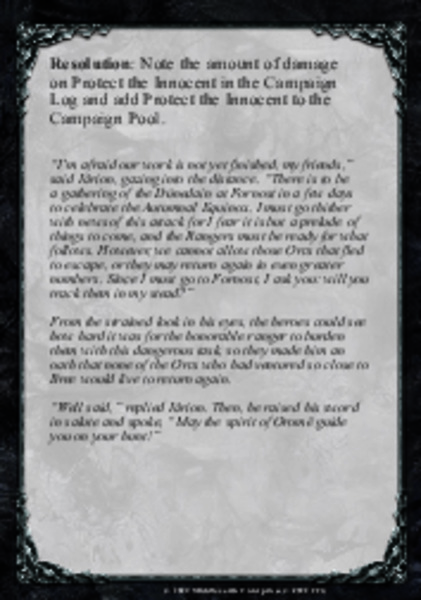 Resolution: Note the amount of damage
on Protect the Innocent in the Campaign
Log and add Protect the Innocent to the
Campaign Pool.
"I'm afraid our work is not yet finished, my friends,"
said Iârion, gazing into the distance. "There is to be
a gathering of the Dúnedain at Fornost in a few days
to celebrate the Autumnal Equinox. I must go thither
with news of this attack for I fear it is but a prelude of
things to come, and the Rangers must be ready for what
follows. However, we cannot allow those Orcs that fled
to escape, or they may return again in even greater
numbers. Since I must go to Fornost, I ask you: will you
track them in my stead?"
From the strained look in his eyes, the heroes could see
how hard it was for the honorable ranger to burden
them with this dangerous task, so they made him an
oath that none of the Orcs who had ventured so close to
Bree would live to return again.
"Well said," replied Iârion. Then, he raised his sword
in salute and spoke, "May the spirit of Oromë guide
you on your hunt!"